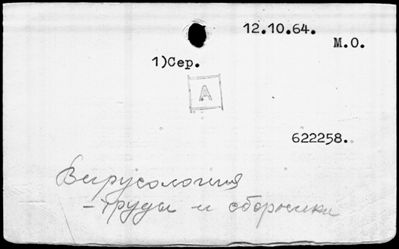 12.10.64.
М.О.
1)Сер.
А
622258.
Вирусология
- труды и сборники